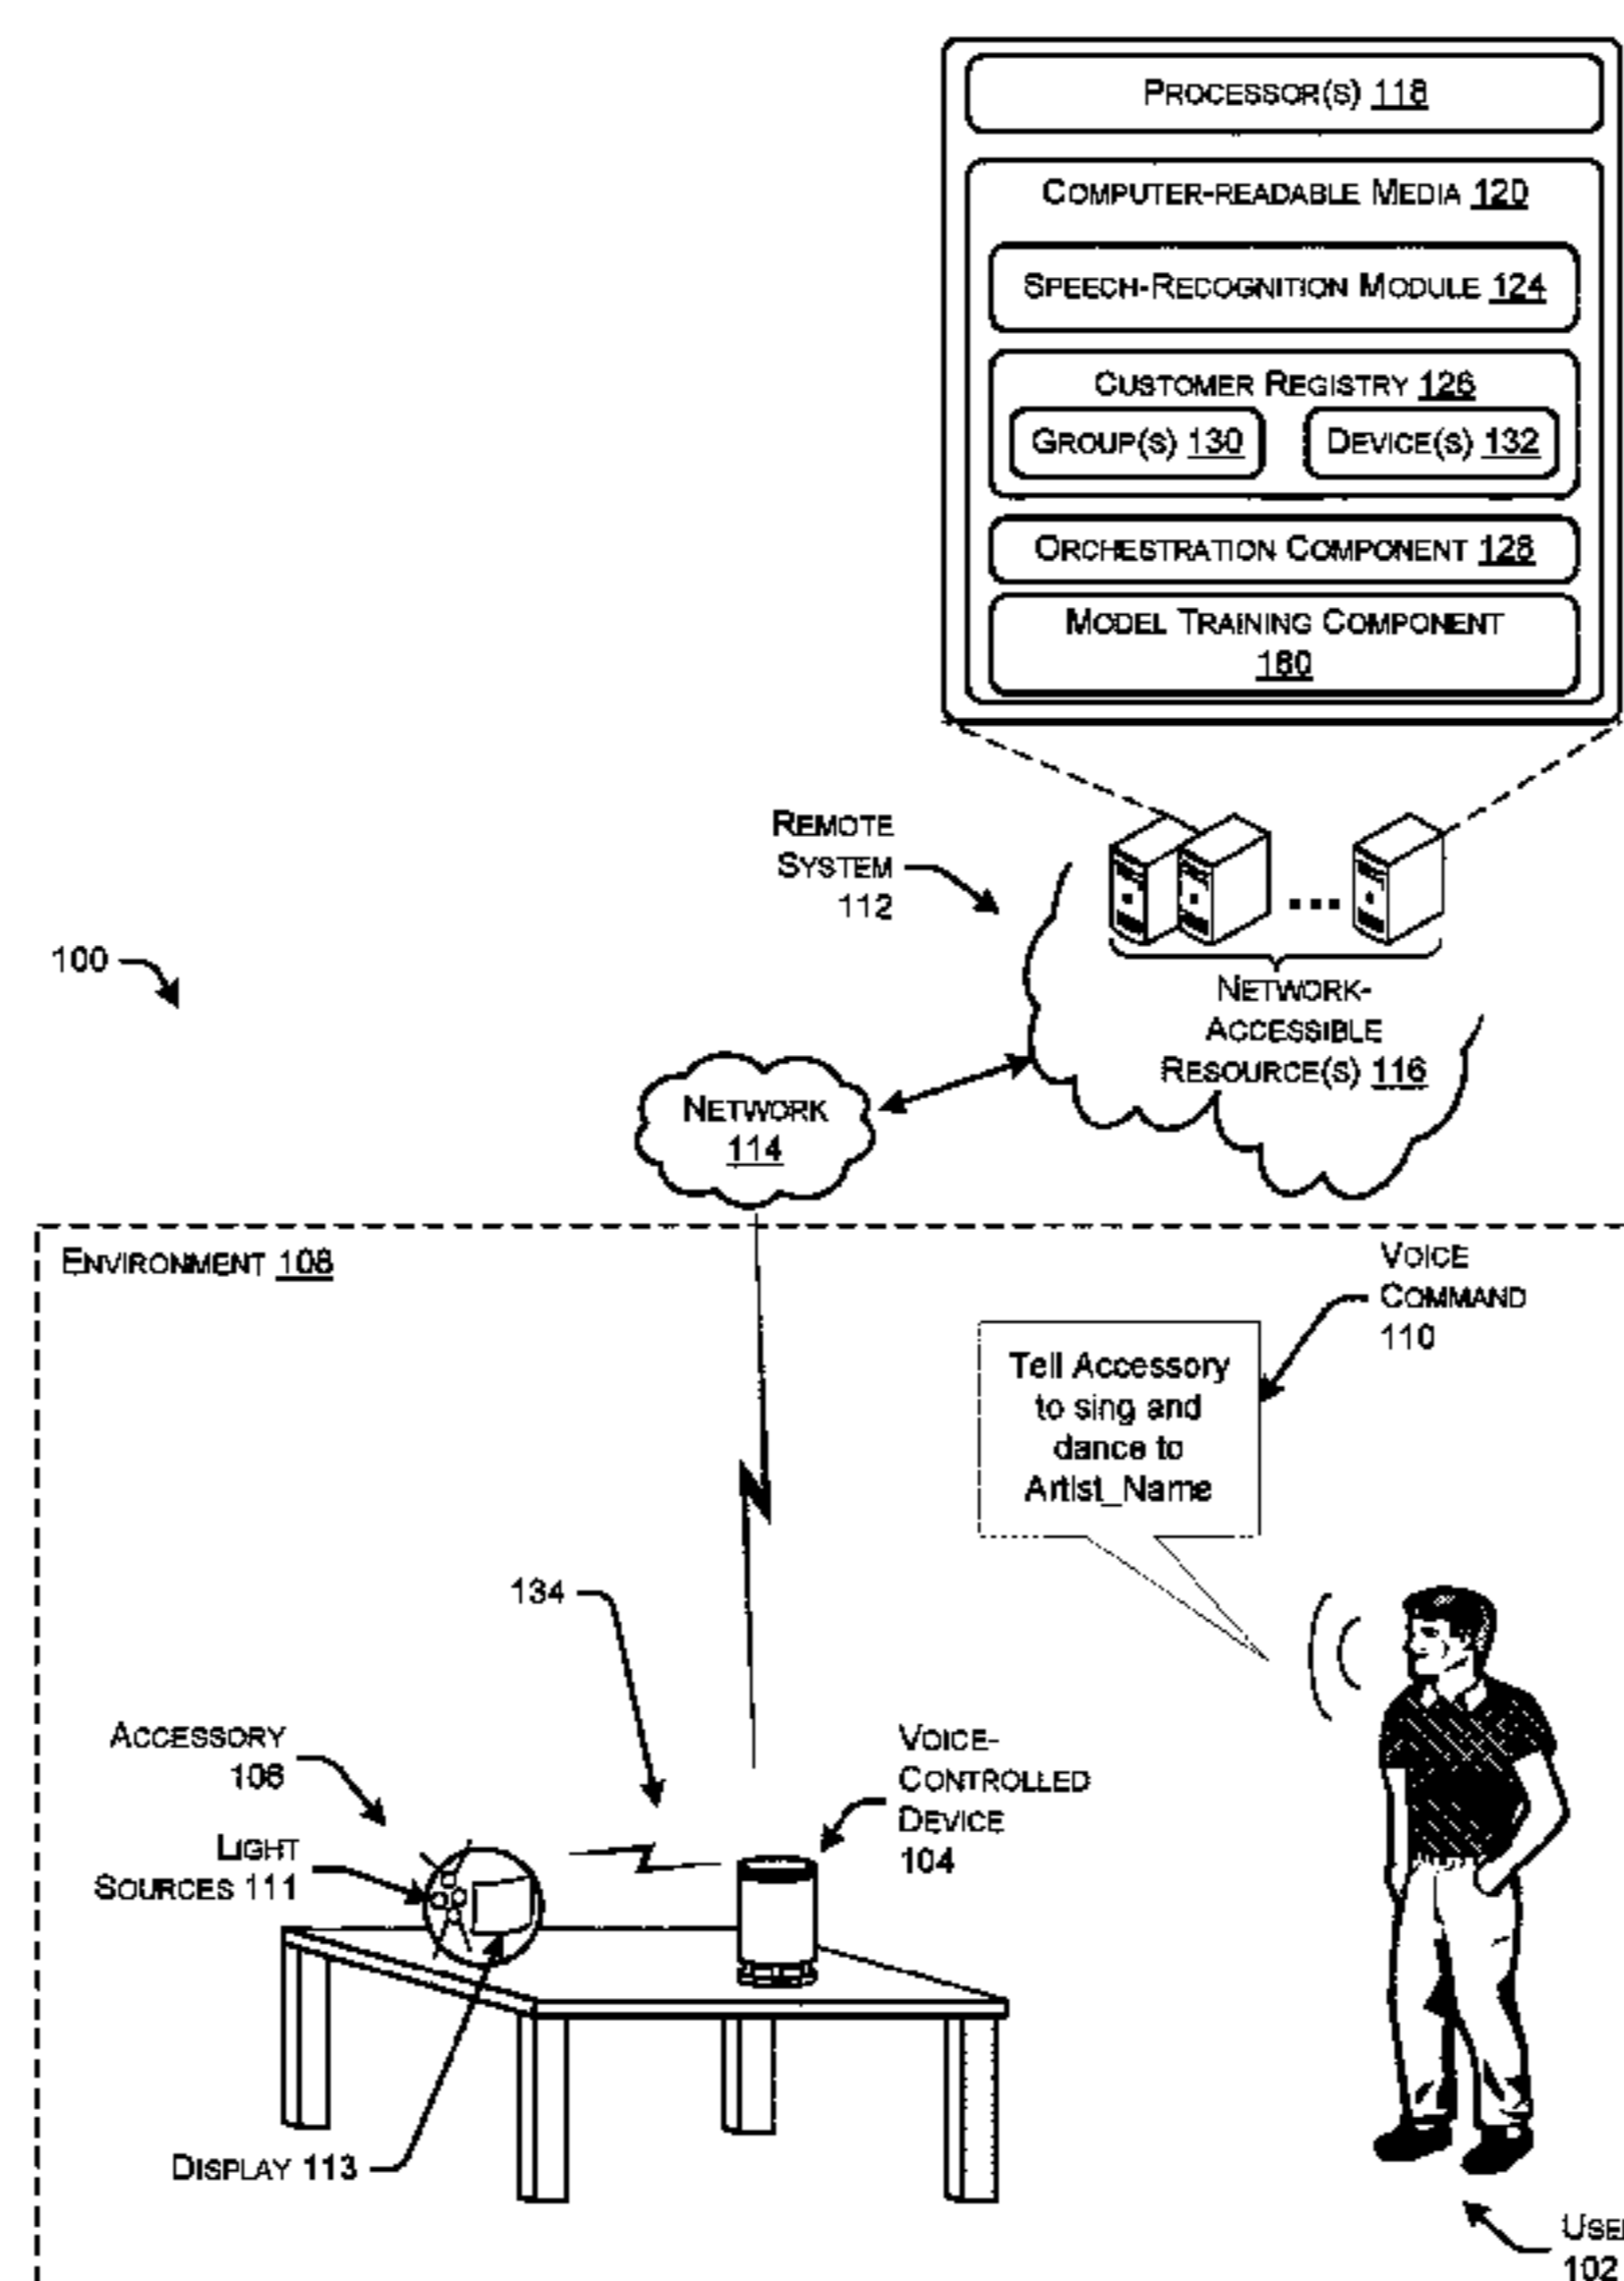 PROCESSOR(S) 118
COMPUTER-READABLE MEDIA 120
SPEECH-RECOGNITION MODULE 124
CUSTOMER REGISTRY 126
GROUP(S) 130
DEVICE(S) 132
ORCHESTRATION COMPONENT 128
MODEL TRAINING COMPONENT
160
REMOTE
SYSTEM
112
100
NETWORK-
ACCESSIBLE
RESOURCE(S) 116
NETWORK
114
ENVIRONMENT 108
VOICE
COMMAND
110
Tell Accessory
to sing and
dance to
Artist_Name
134
ACCESSORY
106
VOICE-
CONTROLLED
DEVICE
104
LIGHT
SOURCES 111
DISPLAY 113
USER
102